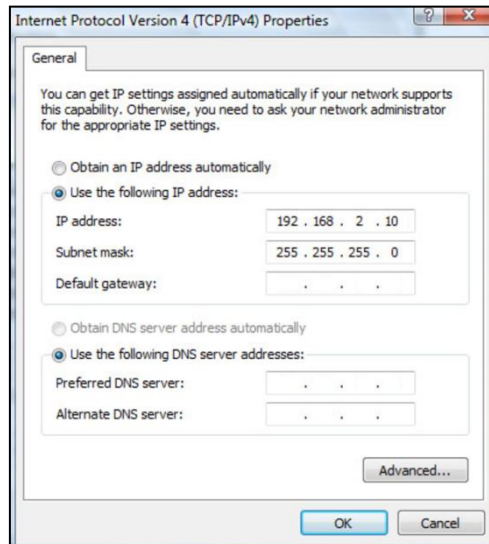 Internet Protocol Version 4 (TCP/IPv4) Properties
? X
General
You can get IP settings assigned automatically if your network supports
this capability. Otherwise, you need to ask your network administrator
for the appropriate IP settings.
Obtain an IP address automatically
Use the following IP address:
IP address: 192 . 168 . 2 . 10
Subnet mask: 255 . 255 . 255 . 0
Default gateway: . . .
Obtain DNS server address automatically
Use the following DNS server addresses:
Preferred DNS server: . . .
Alternate DNS server: . . .
Advanced...
OK Cancel